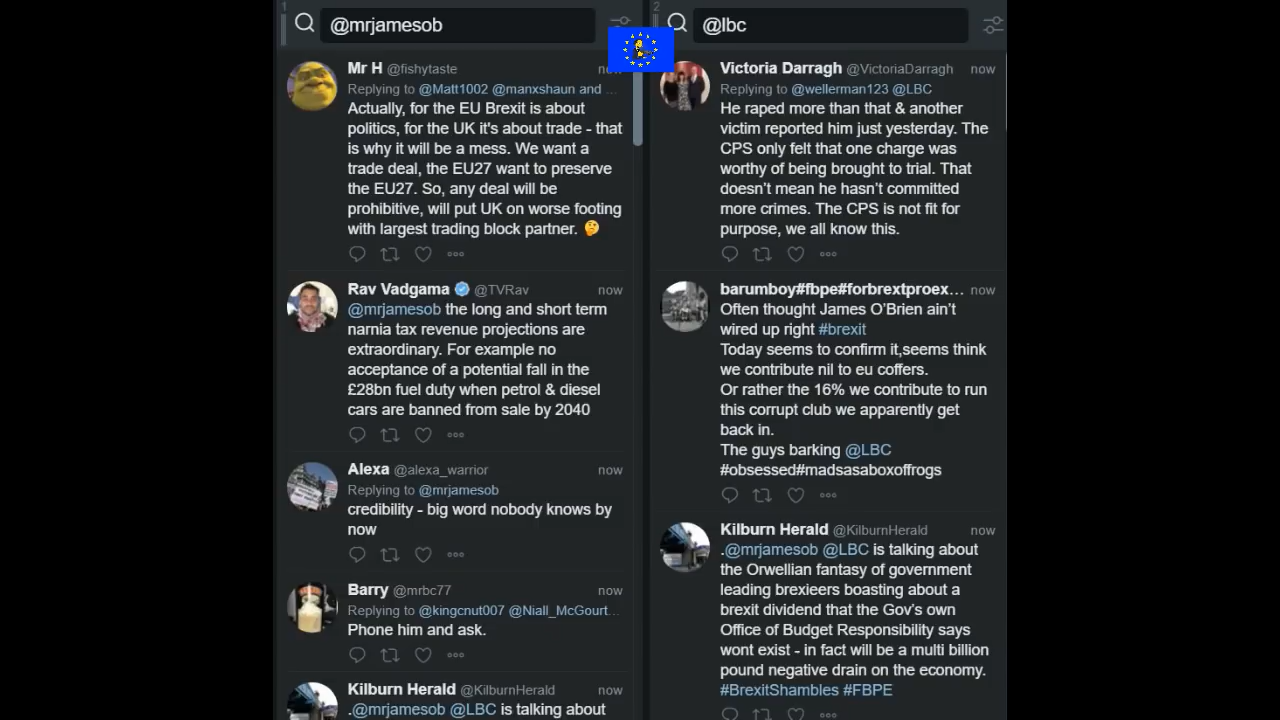 1
@mrjamesob
Mr H @fishytaste
Replying to @Matt1002 @manxshaun and ...
Actually, for the EU Brexit is about
politics, for the UK it's about trade - that
is why it will be a mess. We want a
trade deal, the EU27 want to preserve
the EU27. So, any deal will be
prohibitive, will put UK on worse footing
with largest trading block partner. 🤔
Rav Vadgama @TVRav now
@mrjamesob the long and short term
narnia tax revenue projections are
extraordinary. For example no
acceptance of a potential fall in the
£28bn fuel duty when petrol & diesel
cars are banned from sale by 2040
Alexa @alexa_warrior now
Replying to @mrjamesob
credibility - big word nobody knows by
now
Barry @mrbc77 now
Replying to @kingcnut007 @Niall_McGourt...
Phone him and ask.
Kilburn Herald @KilburnHerald now
.@mrjamesob @LBC is talking about
2
@lbc
Victoria Darragh @VictoriaDarragh now
Replying to @wellerman123 @LBC
He raped more than that & another
victim reported him just yesterday. The
CPS only felt that one charge was
worthy of being brought to trial. That
doesn't mean he hasn't committed
more crimes. The CPS is not fit for
purpose, we all know this.
barumboy#fbpe#forbrextproex... now
Often thought James O'Brien ain't
wired up right #brexit
Today seems to confirm it,seems think
we contribute nil to eu coffers.
Or rather the 16% we contribute to run
this corrupt club we apparently get
back in.
The guys barking @LBC
#obsessed#madsasaboxoffrogs
Kilburn Herald @KilburnHerald now
.@mrjamesob @LBC is talking about
the Orwellian fantasy of government
leading brexieers boasting about a
brexit dividend that the Gov's own
Office of Budget Responsibility says
wont exist - in fact will be a multi billion
pound negative drain on the economy.
#BrexitShambles #FBPE